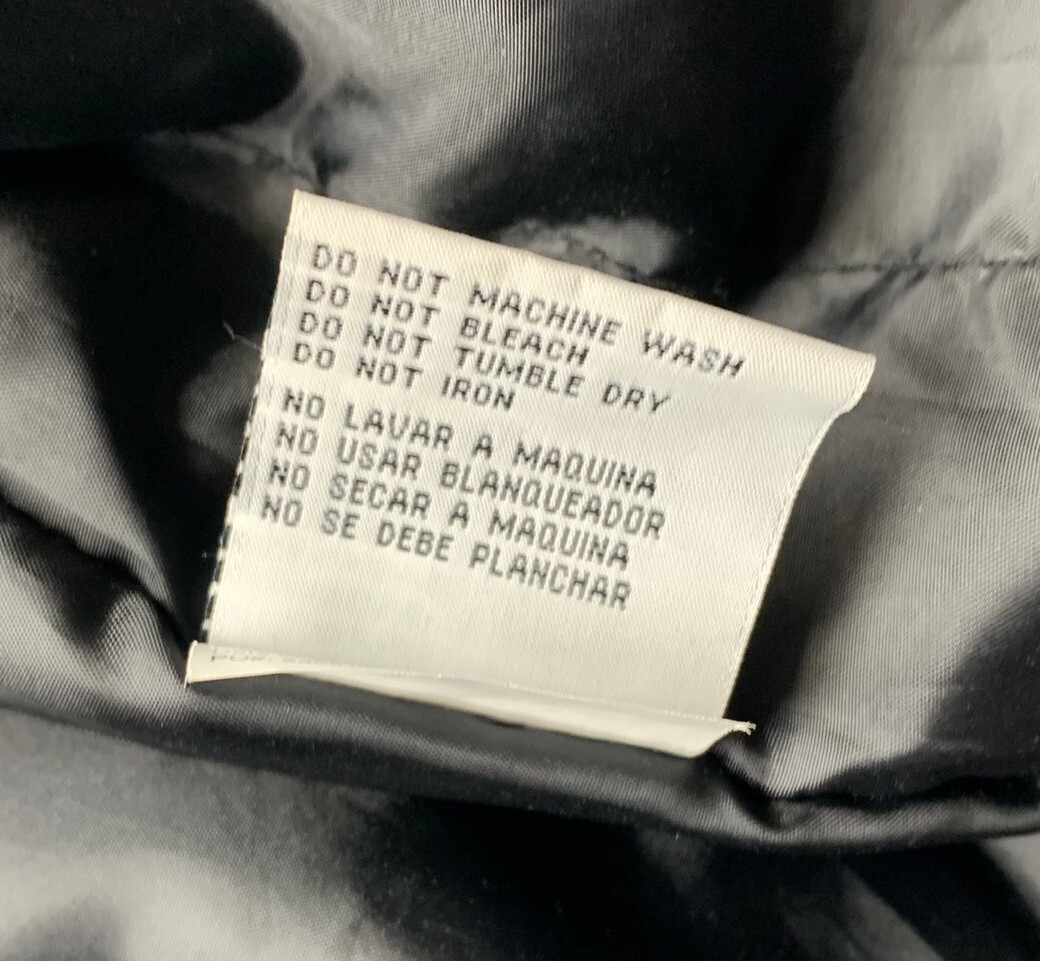 DO NOT MACHINE WASH
DO NOT BLEACH
DO NOT TUMBLE DRY
DO NOT IRON
NO LAVAR A MAQUINA
NO USAR BLANQUEADOR
NO SECAR A MAQUINA
NO SE DEBE PLANCHAR